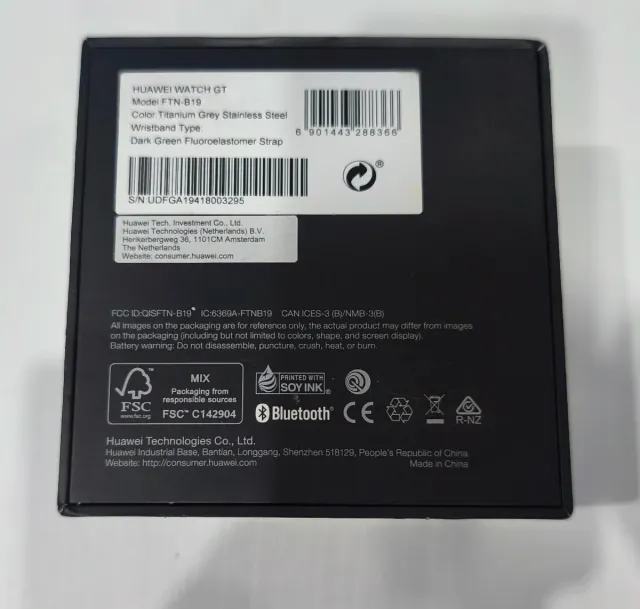 HUAWEI WATCH GT
Model FTN-B19
Color Titanium Grey Stainless Steel
Wristband Type:
Dark Green Fluoroelastomer Strap
6 901443 288366
®
S/N UDFGA19418003295
Huawei Tech. Investment Co., Ltd.
Huawei Technologies (Netherlands) B.V.
Herikerbergweg 36, 1101CM Amsterdam
The Netherlands
Website: consumer.huawei.com
FCC ID:QISFTN-B19 IC:6369A-FTNB19 CAN ICES-3 (B)/NMB-3(B)
All images on the packaging are for reference only, the actual product may differ from images
on the packaging (including but not limited to colors, shape, and screen display).
Battery warning: Do not disassemble, puncture, crush, heat, or burn.
FSC
www.fsc.org
MIX
Packaging from
responsible sources
FSC™ C142904
PRINTED WITH
SOY INK
Bluetooth®
CE
R-NZ
Huawei Technologies Co., Ltd.
Huawei Industrial Base, Bantian, Longgang, Shenzhen 518129, People's Republic of China
Website: http://consumer.huawei.com
Made in China